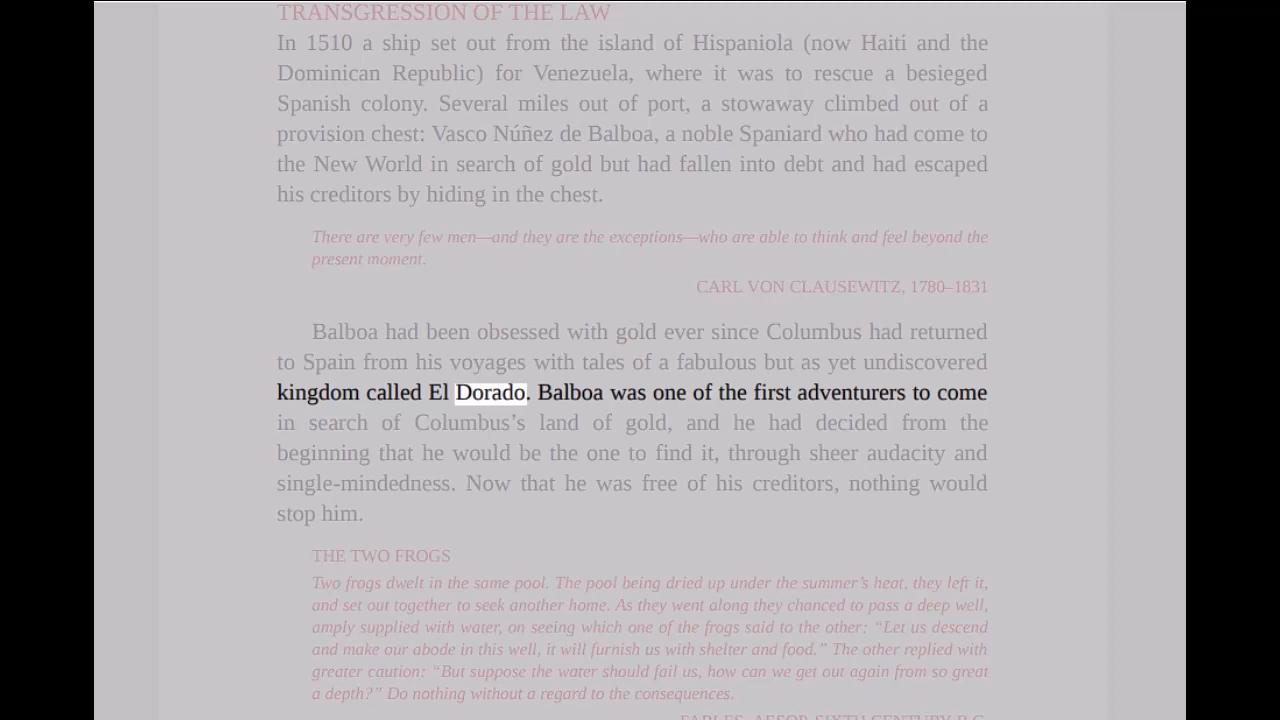 TRANSGRESSION OF THE LAW
In 1510 a ship set out from the island of Hispaniola (now Haiti and the
Dominican Republic) for Venezuela, where it was to rescue a besieged
Spanish colony. Several miles out of port, a stowaway climbed out of a
provision chest: Vasco Núñez de Balboa, a noble Spaniard who had come to
the New World in search of gold but had fallen into debt and had escaped
his creditors by hiding in the chest.
There are very few men—and they are the exceptions—who are able to think and feel beyond the
present moment.
CARL VON CLAUSEWITZ, 1780–1831
Balboa had been obsessed with gold ever since Columbus had returned
to Spain from his voyages with tales of a fabulous but as yet undiscovered
kingdom called El Dorado. Balboa was one of the first adventurers to come
in search of Columbus’s land of gold, and he had decided from the
beginning that he would be the one to find it, through sheer audacity and
single-mindedness. Now that he was free of his creditors, nothing would
stop him.
THE TWO FROGS
Two frogs dwelt in the same pool. The pool being dried up under the summer’s heat, they left it,
and set out together to seek another home. As they went along they chanced to pass a deep well,
amply supplied with water, on seeing which one of the frogs said to the other: “Let us descend
and make our abode in this well, it will furnish us with shelter and food.” The other replied with
greater caution: “But suppose the water should fail us, how can we get out again from so great
a depth?” Do nothing without a regard to the consequences.
FABLES, AESOP, SIXTH CENTURY B.C.